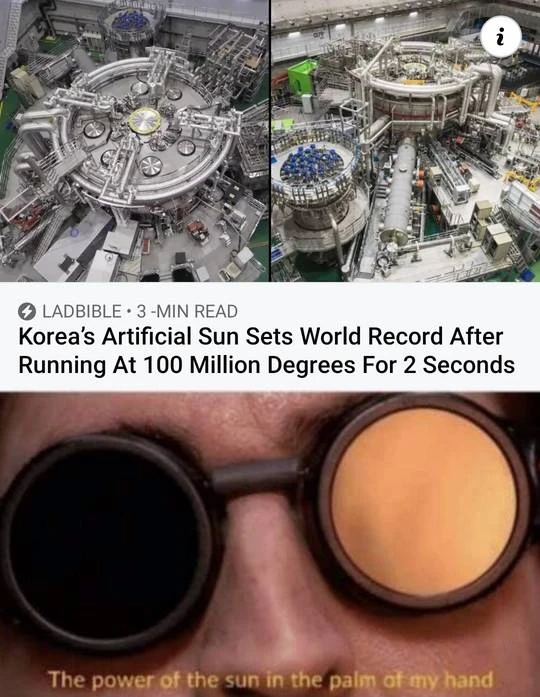 i
LADBIBLE • 3 -MIN READ
Korea's Artificial Sun Sets World Record After
Running At 100 Million Degrees For 2 Seconds
The power of the sun in the palm of my hand